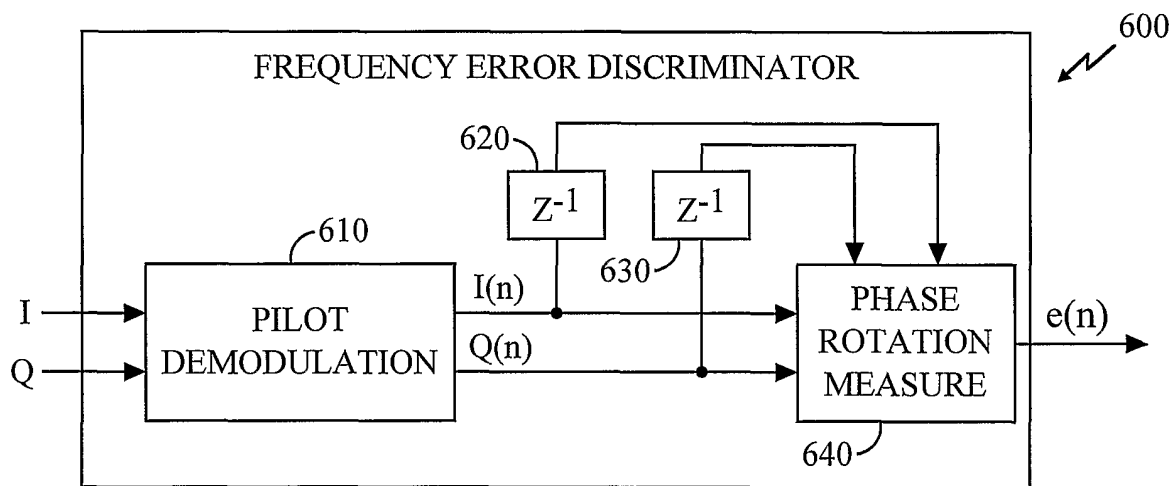 600
FREQUENCY ERROR DISCRIMINATOR
620
Z-1
Z-1
610
630
I
Q
PILOT
DEMODULATION
I(n)
Q(n)
PHASE
ROTATION
MEASURE
e(n)
640